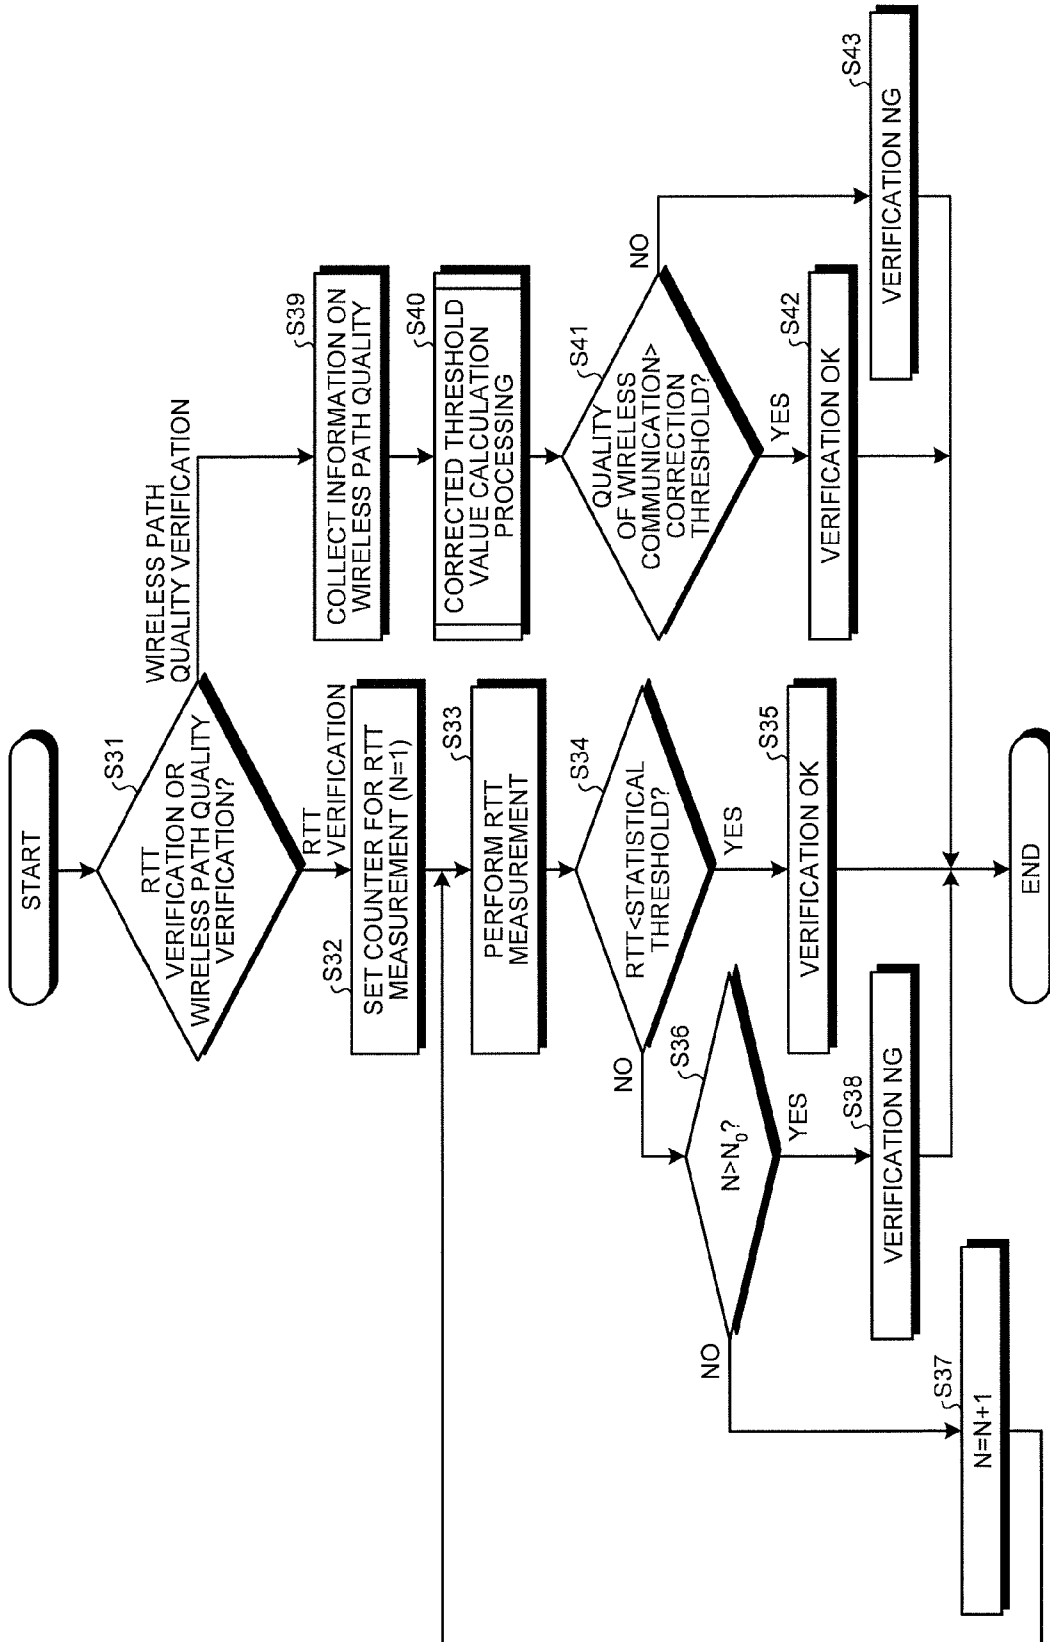 START
S31
RTT
VERIFICATION OR
WIRELESS PATH QUALITY
VERIFICATION?
WIRELESS PATH
QUALITY VERIFICATION
RTT
VERIFICATION
S32
SET COUNTER FOR RTT
MEASUREMENT (N=1)
S33
PERFORM RTT
MEASUREMENT
S34
RTT<STATISTICAL
THRESHOLD?
YES
NO
S35
VERIFICATION OK
S36
N>N₀?
YES
NO
S37
N=N+1
S38
VERIFICATION NG
S39
COLLECT INFORMATION ON
WIRELESS PATH QUALITY
S40
CORRECTED THRESHOLD
VALUE CALCULATION
PROCESSING
S41
QUALITY
OF WIRELESS
COMMUNICATION>
CORRECTION
THRESHOLD?
YES
NO
S42
VERIFICATION OK
S43
VERIFICATION NG
END